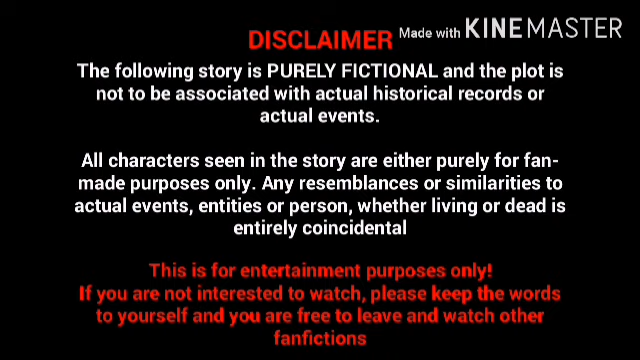 DISCLAIMER
Made with KINEMASTER
The following story is PURELY FICTIONAL and the plot is
not to be associated with actual historical records or
actual events.
All characters seen in the story are either purely for fan-
made purposes only. Any resemblances or similarities to
actual events, entities or person, whether living or dead is
entirely coincidental
This is for entertainment purposes only!
If you are not interested to watch, please keep the words
to yourself and you are free to leave and watch other
fanfictions